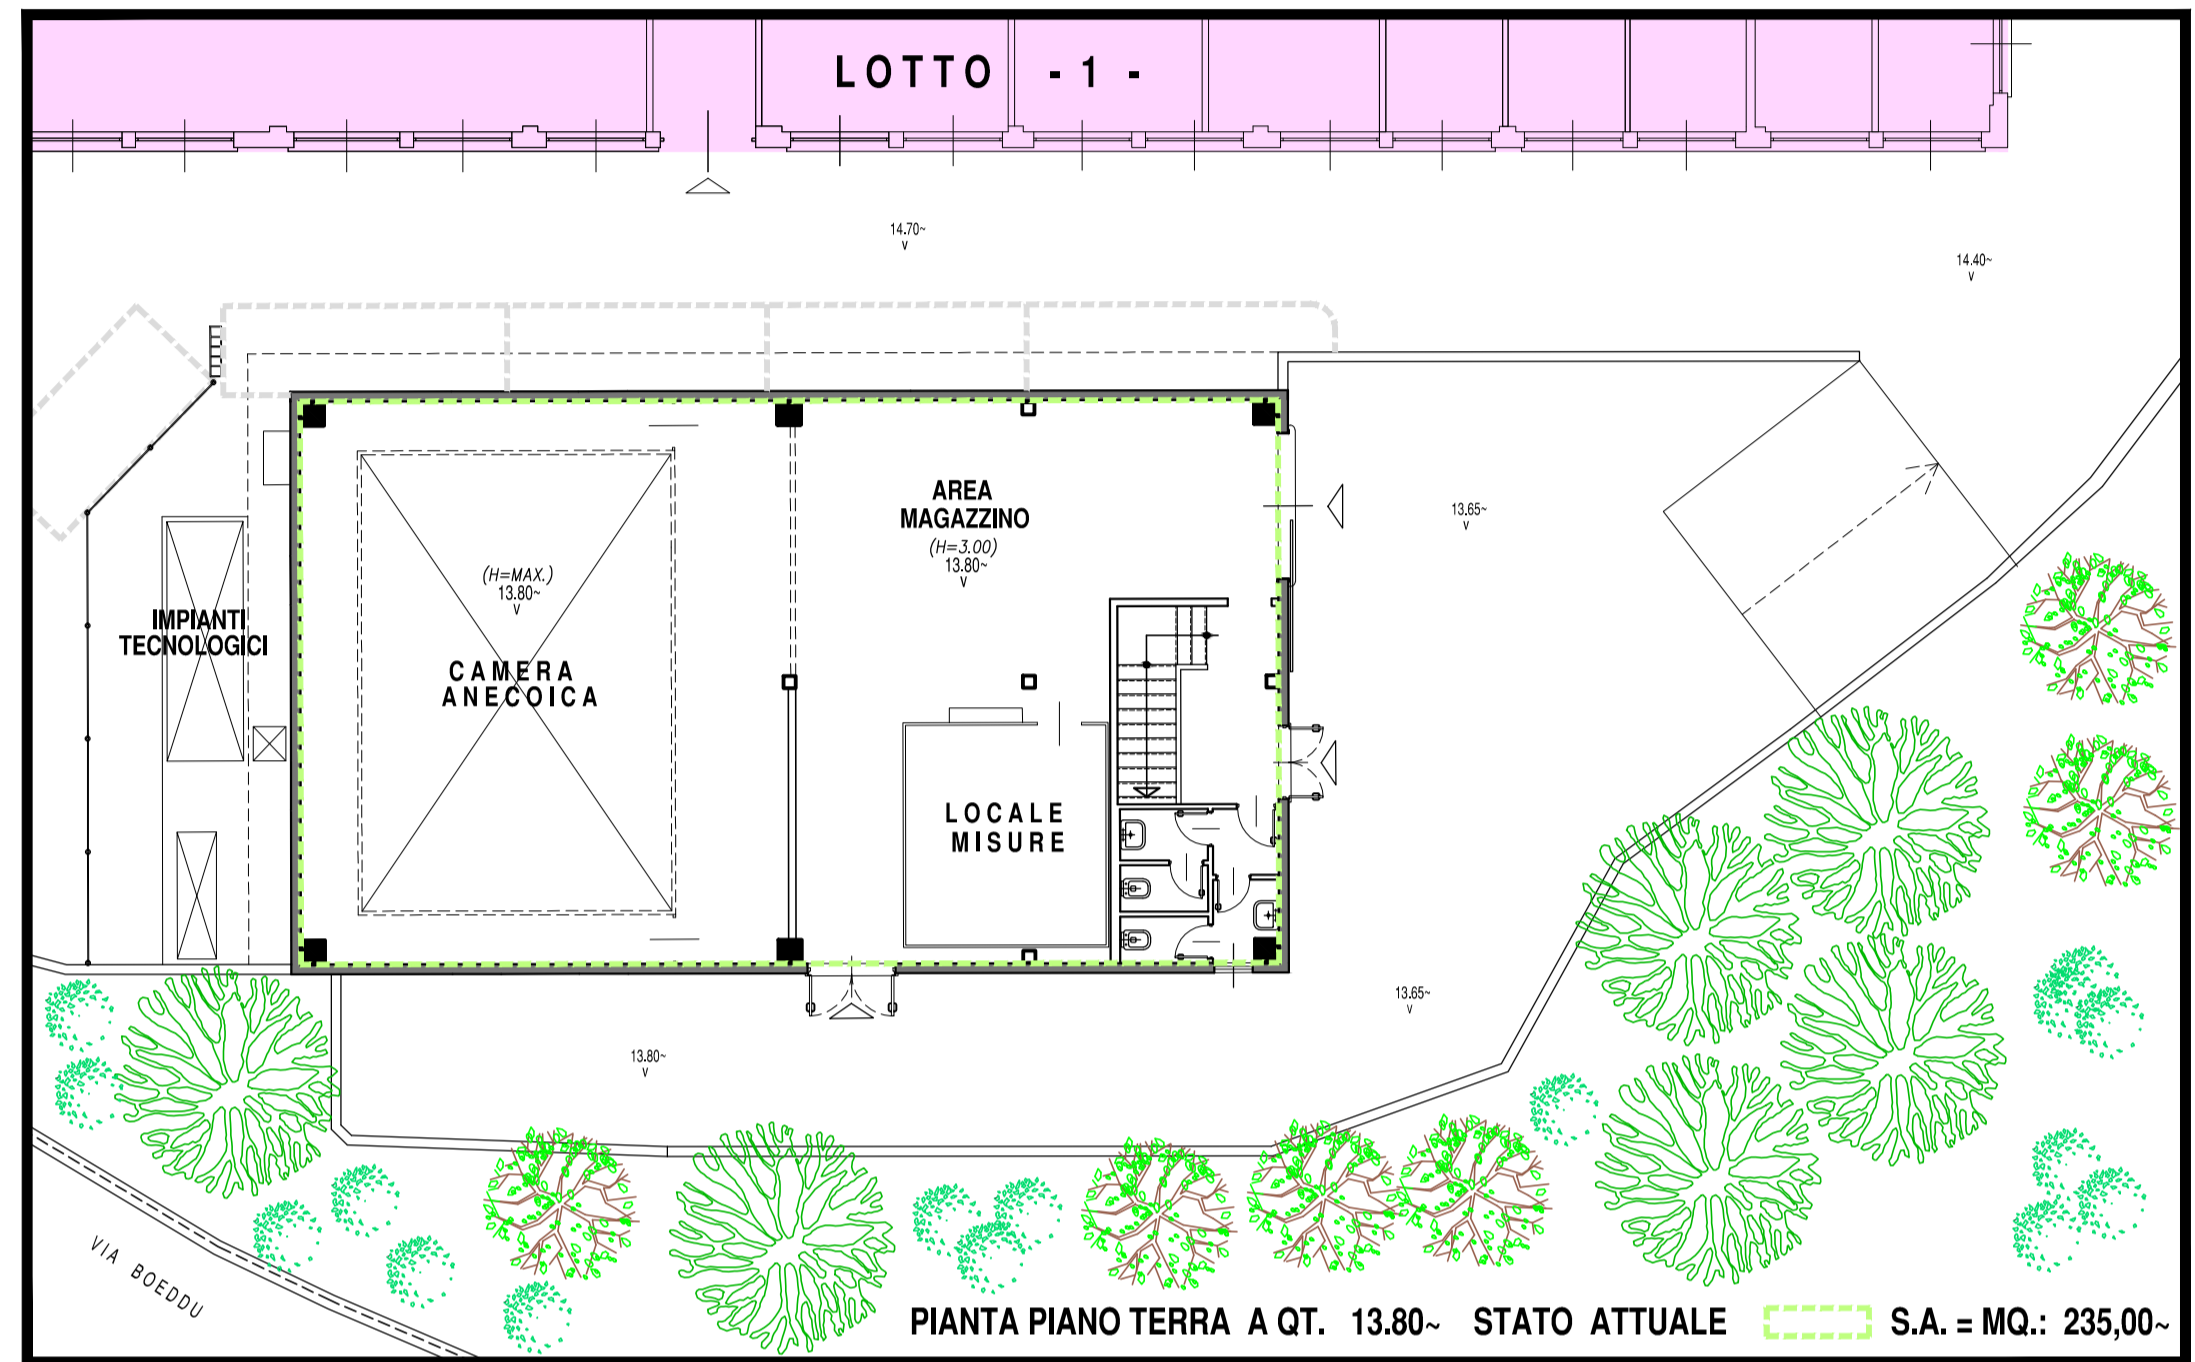 LOTTO - 1 -
14.70~
v
14.40~
v
AREA
MAGAZZINO
(H=3.00)
13.80~
v
13.65~
v
(H=MAX.)
13.80~
v
IMPIANTI
TECNOLOGICI
CAMERA
ANECOICA
LOCALE
MISURE
13.65~
v
13.80~
v
VIA BOEDDU
PIANTA PIANO TERRA A QT. 13.80~ STATO ATTUALE S.A. = MQ.: 235,00~